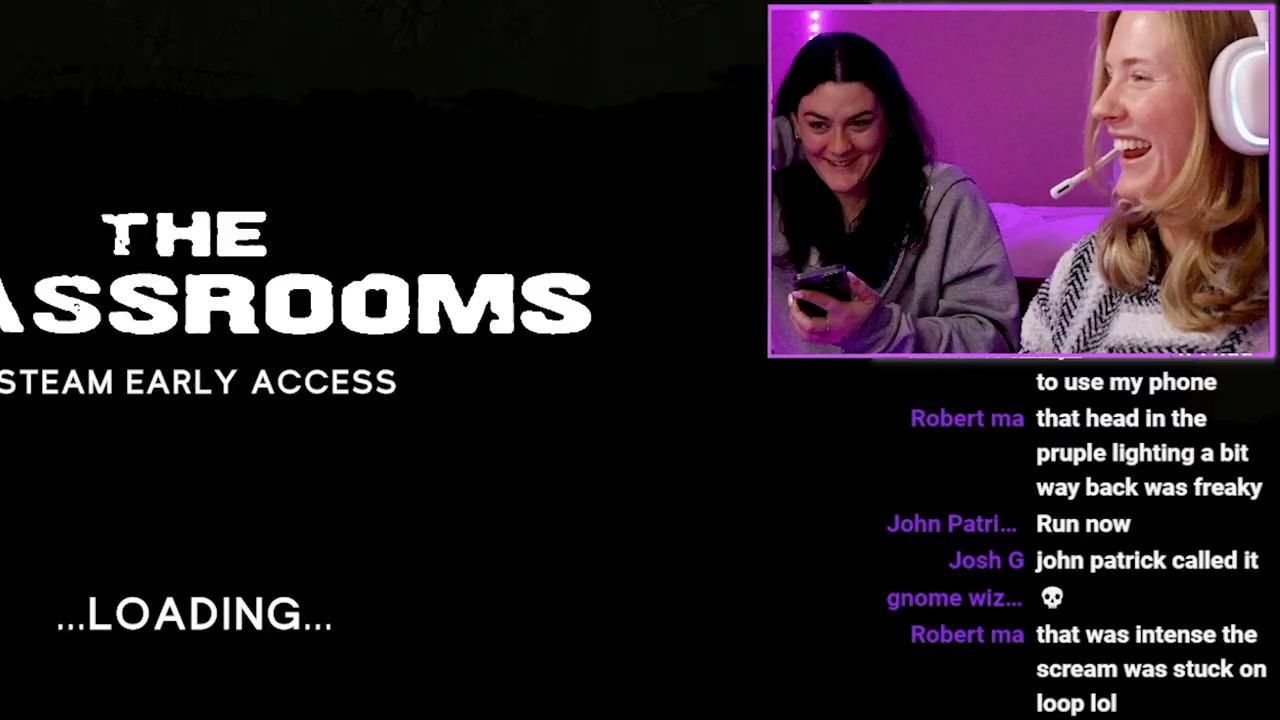 THE
ASSROOMS
STEAM EARLY ACCESS
...LOADING...
to use my phone
Robert ma that head in the
pruple lighting a bit
way back was freaky
John Patri... Run now
Josh G john patrick called it
gnome wiz... 💀
Robert ma that was intense the
scream was stuck on
loop lol